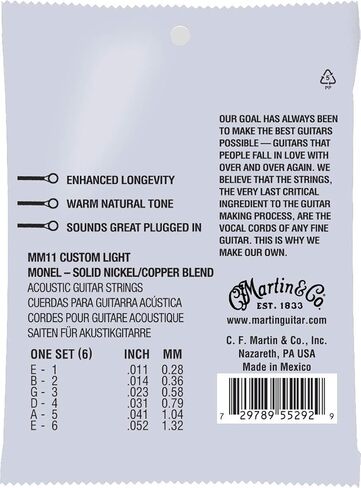 5
PP
OUR GOAL HAS ALWAYS BEEN
TO MAKE THE BEST GUITARS
POSSIBLE — GUITARS THAT
PEOPLE FALL IN LOVE WITH
OVER AND OVER AGAIN. WE
BELIEVE THAT THE STRINGS,
THE VERY LAST CRITICAL
INGREDIENT TO THE GUITAR
MAKING PROCESS, ARE THE
VOCAL CORDS OF ANY FINE
GUITAR. THIS IS WHY WE
MAKE OUR OWN.
ENHANCED LONGEVITY
WARM NATURAL TONE
SOUNDS GREAT PLUGGED IN
MM11 CUSTOM LIGHT
MONEL – SOLID NICKEL/COPPER BLEND
ACOUSTIC GUITAR STRINGS
CUERDAS PARA GUITARRA ACÚSTICA
CORDES POUR GUITARE ACOUSTIQUE
SAITEN FÜR AKUSTIKGITARRE
ONE SET (6) INCH MM
E - 1 .011 0.28
B - 2 .014 0.36
G - 3 .023 0.58
D - 4 .031 0.79
A - 5 .041 1.04
E - 6 .052 1.32
Martin & Co.
EST. 1833
www.martinguitar.com
C. F. Martin & Co., Inc.
Nazareth, PA USA
Made in Mexico
7 29789 55292 9